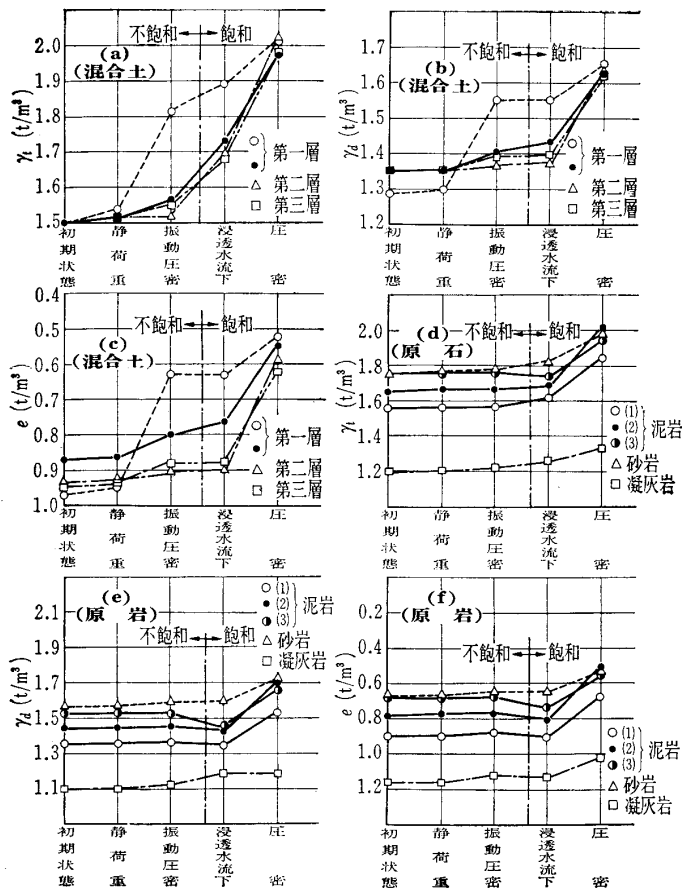 2.0
1.9
1.8
1.7
1.6
1.5
γt (t/m³)
(a)
(混合土)
不飽和 ←→ 飽和
第一層
第二層
第三層
初期状態
静荷重
振動圧密
浸透水流下
圧密
1.7
1.6
1.5
1.4
1.3
1.2
γd (t/m³)
(b)
(混合土)
不飽和 ←→ 飽和
第一層
第二層
第三層
初期状態
静荷重
振動圧密
浸透水流下
圧密
0.4
0.5
0.6
0.8
0.9
1.0
e (t/m³)
(c)
(混合土)
不飽和 ←→ 飽和
第一層
第二層
第三層
初期状態
静荷重
振動圧密
浸透水流下
圧密
2.0
1.8
1.6
1.4
1.2
γt (t/m³)
(d)
(原石)
不飽和 ←→ 飽和
(1)
(2) 泥岩
(3)
砂岩
凝灰岩
初期状態
静荷重
振動圧密
浸透水流下
圧密
2.1
1.9
1.7
1.5
1.3
1.1
γd (t/m³)
(e)
(原岩)
不飽和 ←→ 飽和
(1)
(2) 泥岩
(3)
砂岩
凝灰岩
初期状態
静荷重
振動圧密
浸透水流下
圧密
0.2
0.4
0.6
0.8
1.0
1.2
e (t/m³)
(f)
(原岩)
不飽和 ←→ 飽和
(1)
(2) 泥岩
(3)
砂岩
凝灰岩
初期状態
静荷重
振動圧密
浸透水流下
圧密